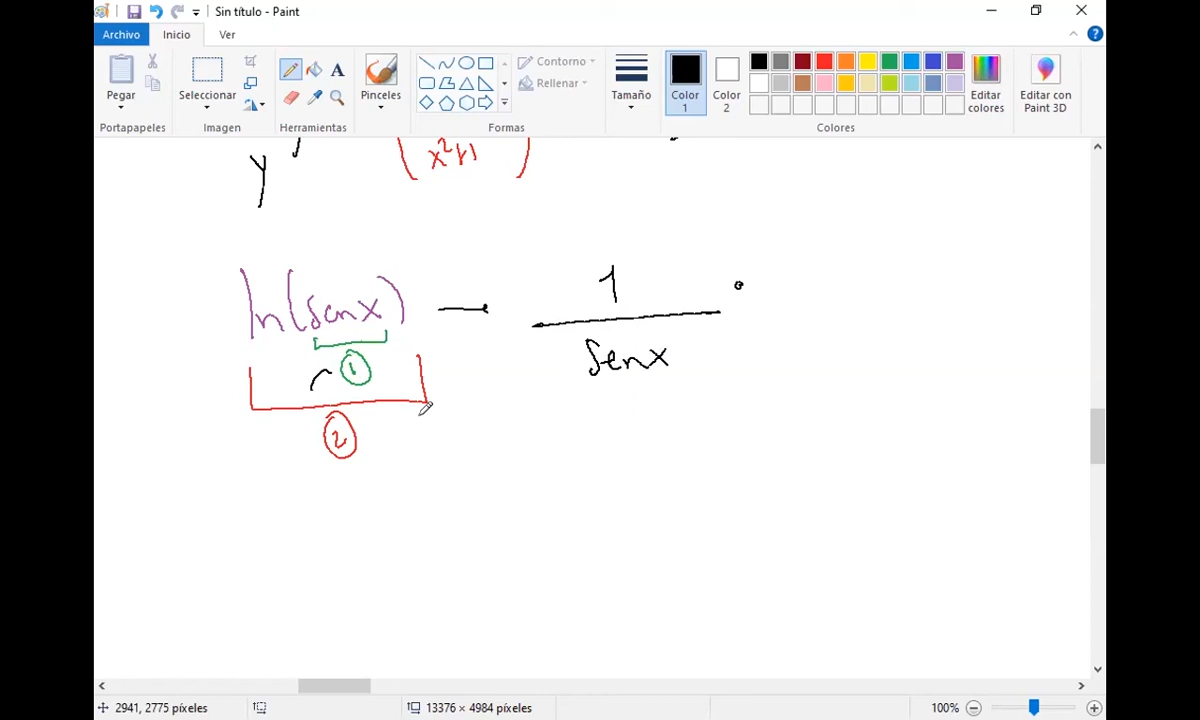 Sin título - Paint
Archivo Inicio Ver
Pegar
Seleccionar
Pinceles
Contorno
Rellenar
Tamaño
Color 1
Color 2
Editar colores
Editar con Paint 3D
Portapapeles Imagen Herramientas Formas Colores
A
y
x²+1
ln(senx) 1
senx
1
2
2941, 2775 píxeles 13376 × 4984 píxeles 100%